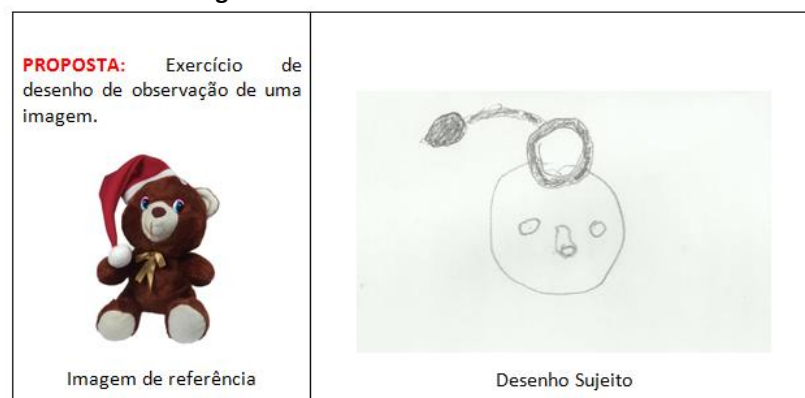 PROPOSTA: Exercício de
desenho de observação de uma
imagem.
Imagem de referência
Desenho Sujeito